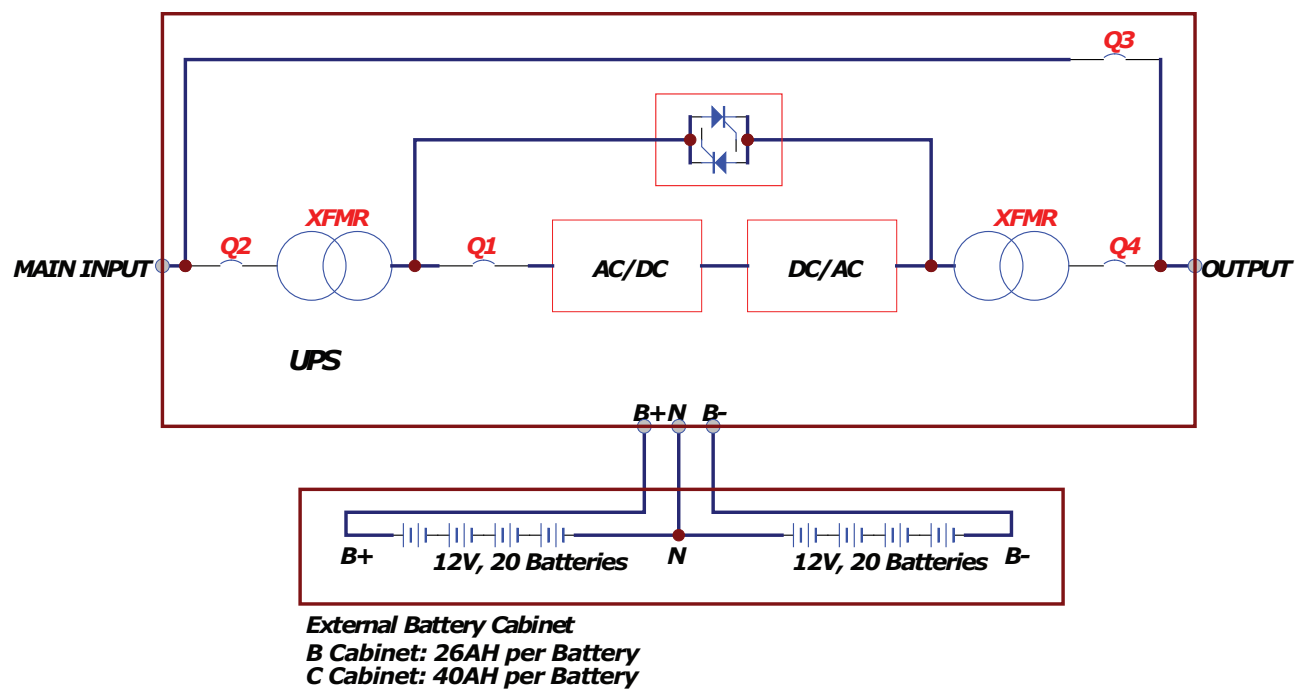 Q3
XFMR
XFMR
Q2
Q1
Q4
MAIN INPUT
AC/DC
DC/AC
OUTPUT
UPS
B+ N B-
B+
12V, 20 Batteries
N
12V, 20 Batteries
B-
External Battery Cabinet
B Cabinet: 26AH per Battery
C Cabinet: 40AH per Battery